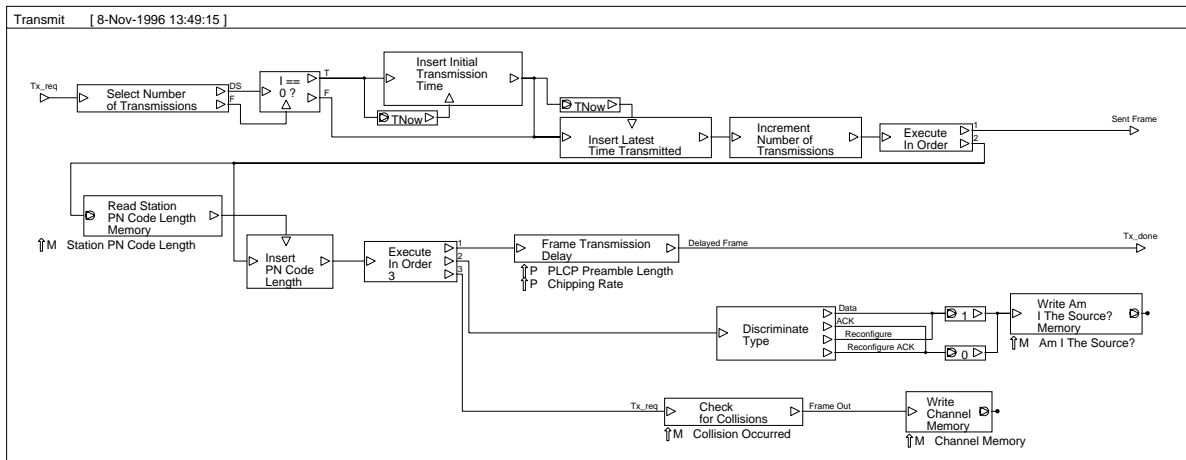 Transmit [ 8-Nov-1996 13:49:15 ]
Tx_req
Select Number
of Transmissions
DS
F
I ==
0 ?
T
F
Insert Initial
Transmission
Time
TNow
TNow
Insert Latest
Time Transmitted
Increment
Number of
Transmissions
Execute
In Order
1
2
Sent Frame
Read Station
PN Code Length
Memory
M Station PN Code Length
Insert
PN Code
Length
Execute
In Order
3
1
2
3
Frame Transmission
Delay
P PLCP Preamble Length
P Chipping Rate
Delayed Frame
Tx_done
Discriminate
Type
Data
ACK
Reconfigure
Reconfigure ACK
1
0
Write Am
I The Source?
Memory
M Am I The Source?
Tx_req
Check
for Collisions
M Collision Occurred
Frame Out
Write
Channel
Memory
M Channel Memory